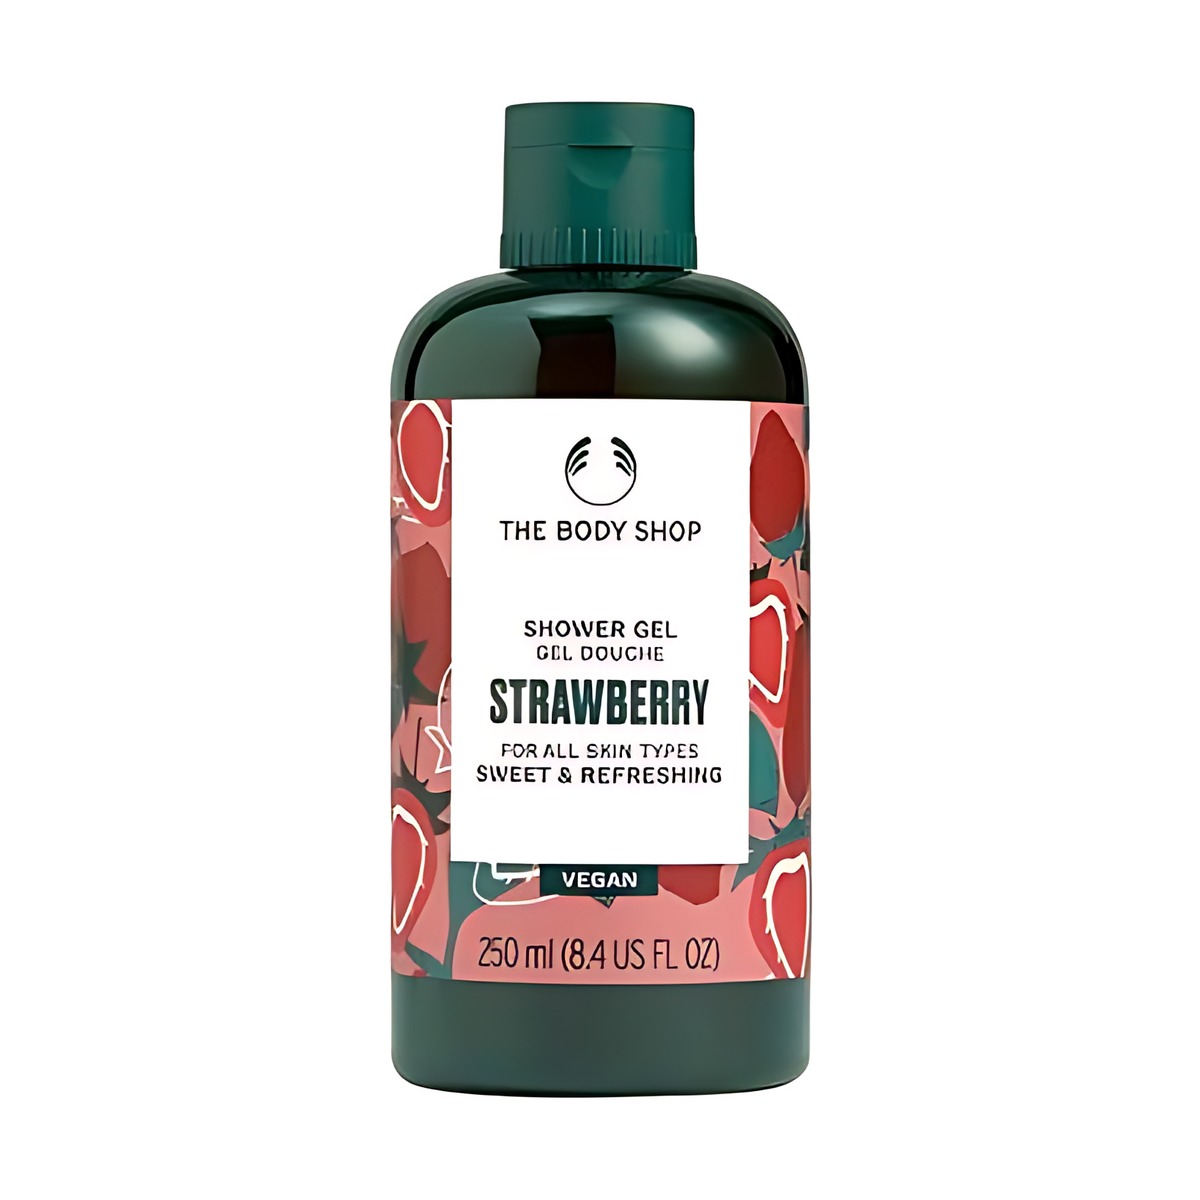 THE BODY SHOP
SHOWER GEL
GEL DOUCHE
STRAWBERRY
FOR ALL SKIN TYPES
SWEET & REFRESHING
VEGAN
250 ml (8.4 US FL OZ)